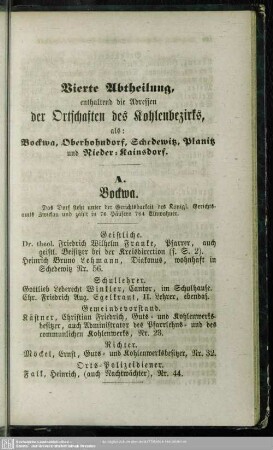 Vierte Abtheilung,
enthaltend die Adressen
der Ortschaften des Kohlenbezirks,
als:
Bockwa, Oberhohndorf, Schedewitz, Planitz
und Nieder-Kainsdorf.
A.
Bockwa.
Das Dorf steht unter der Gerichtsbarkeit des Königl. Gerichts-
amts Zwickau und zählt in 78 Häusern 764 Einwohner.
Geistliche.
Dr. theol. Friedrich Wilhelm Franke, Pfarrer, auch
geistl. Beisitzer bei der Kreisdirection (s. S. 2).
Heinrich Bruno Lehmann, Diakonus, wohnhaft in
Schedewitz Nr. 56.
Schullehrer.
Gottlieb Leberecht Winkler, Cantor, im Schulhause.
Chr. Friedrich Aug. Egelkraut, II. Lehrer, ebendas.
Gemeindevorstand.
Kästner, Christian Friedrich, Guts- und Kohlenwerks-
besitzer, auch Administrator des Pfarrlehns- und des
communlichen Kohlenwerks, Nr. 23.
Richter.
Möckel, Ernst, Guts- und Kohlenwerksbesitzer, Nr. 32.
Orts-Polizeidiener.
Falk, Heinrich, (auch Nachtwächter), Nr. 44.